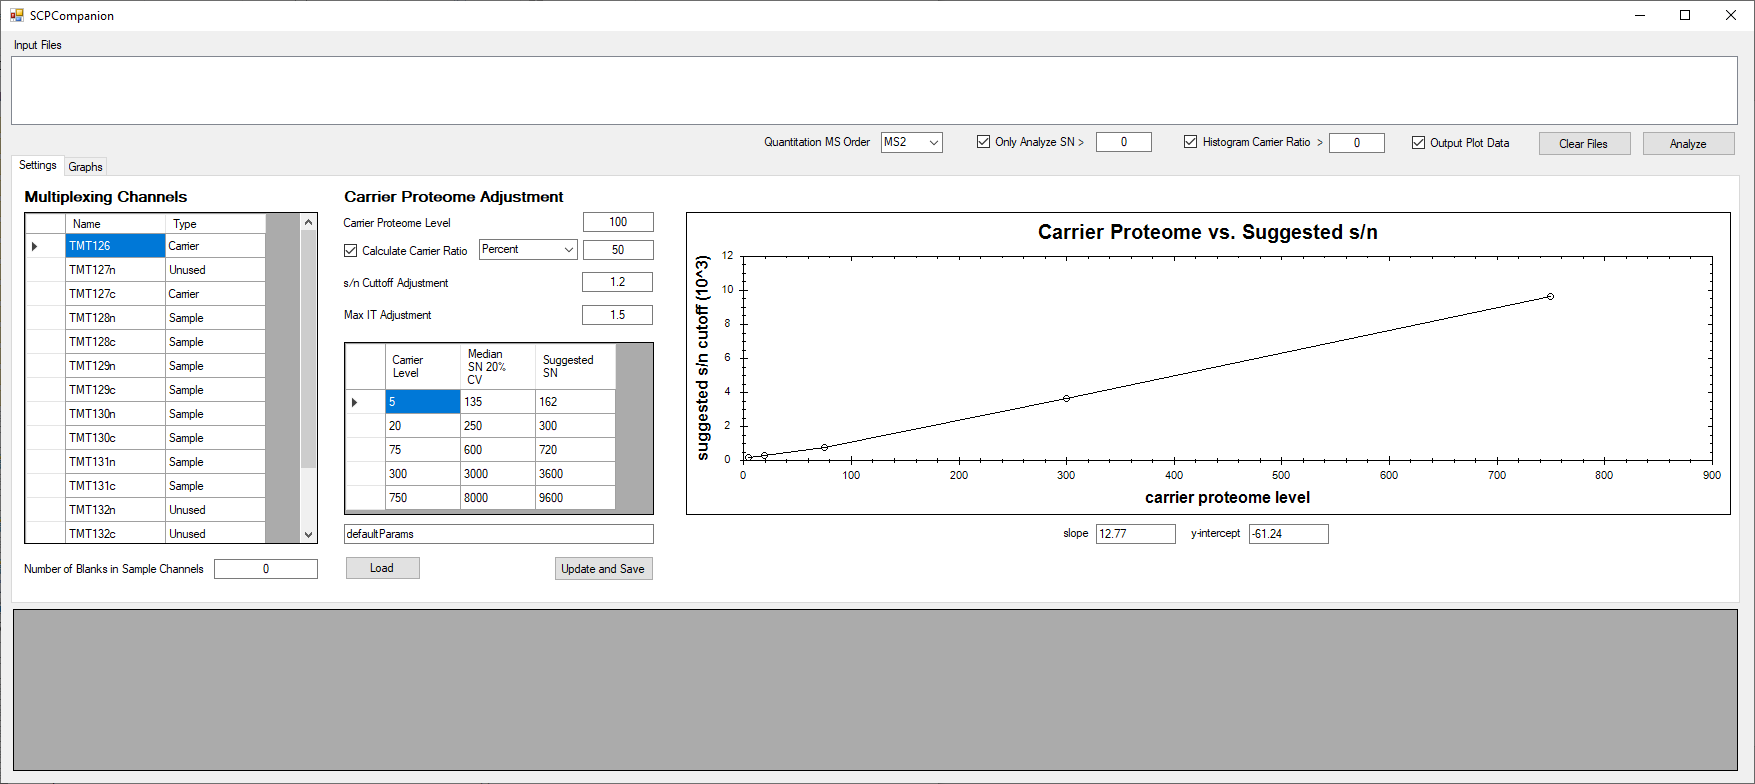 SCPCompanion
Input Files
Quantitation MS Order MS2 Only Analyze SN > 0 Histogram Carrier Ratio > 0 Output Plot Data Clear Files Analyze
Settings Graphs
Multiplexing Channels
Name Type
TMT126 Carrier
TMT127n Unused
TMT127c Carrier
TMT128n Sample
TMT128c Sample
TMT129n Sample
TMT129c Sample
TMT130n Sample
TMT130c Sample
TMT131n Sample
TMT131c Sample
TMT132n Unused
TMT132c Unused
Number of Blanks in Sample Channels 0
Carrier Proteome Adjustment
Carrier Proteome Level 100
Calculate Carrier Ratio Percent 50
s/n Cuttoff Adjustment 1.2
Max IT Adjustment 1.5
Carrier Level Median SN 20% CV Suggested SN
5 135 162
20 250 300
75 600 720
300 3000 3600
750 8000 9600
defaultParams
Load Update and Save
Carrier Proteome vs. Suggested s/n
suggested s/n cutoff (10^3)
12
10
8
6
4
2
0
0 100 200 300 400 500 600 700 800 900
carrier proteome level
slope 12.77 y-intercept -61.24